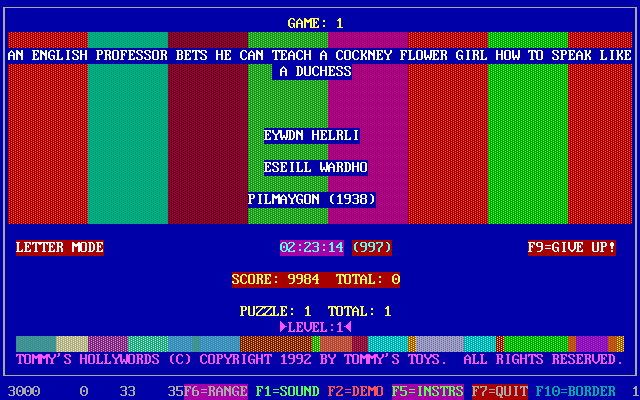 GAME: 1
AN ENGLISH PROFESSOR BETS HE CAN TEACH A COCKNEY FLOWER GIRL HOW TO SPEAK LIKE
A DUCHESS
EYWDN HELRLI
ESEILL WARDHO
PILMAYGON (1938)
LETTER MODE 02:23:14 (997) F9=GIVE UP!
SCORE: 9984 TOTAL: 0
PUZZLE: 1 TOTAL: 1
►LEVEL:1◄
TOMMY'S HOLLYWORDS (C) COPYRIGHT 1992 BY TOMMY'S TOYS. ALL RIGHTS RESERVED.
3000 0 33 35 F6=RANGE F1=SOUND F2=DEMO F5=INSTRS F7=QUIT F10=BORDER 1